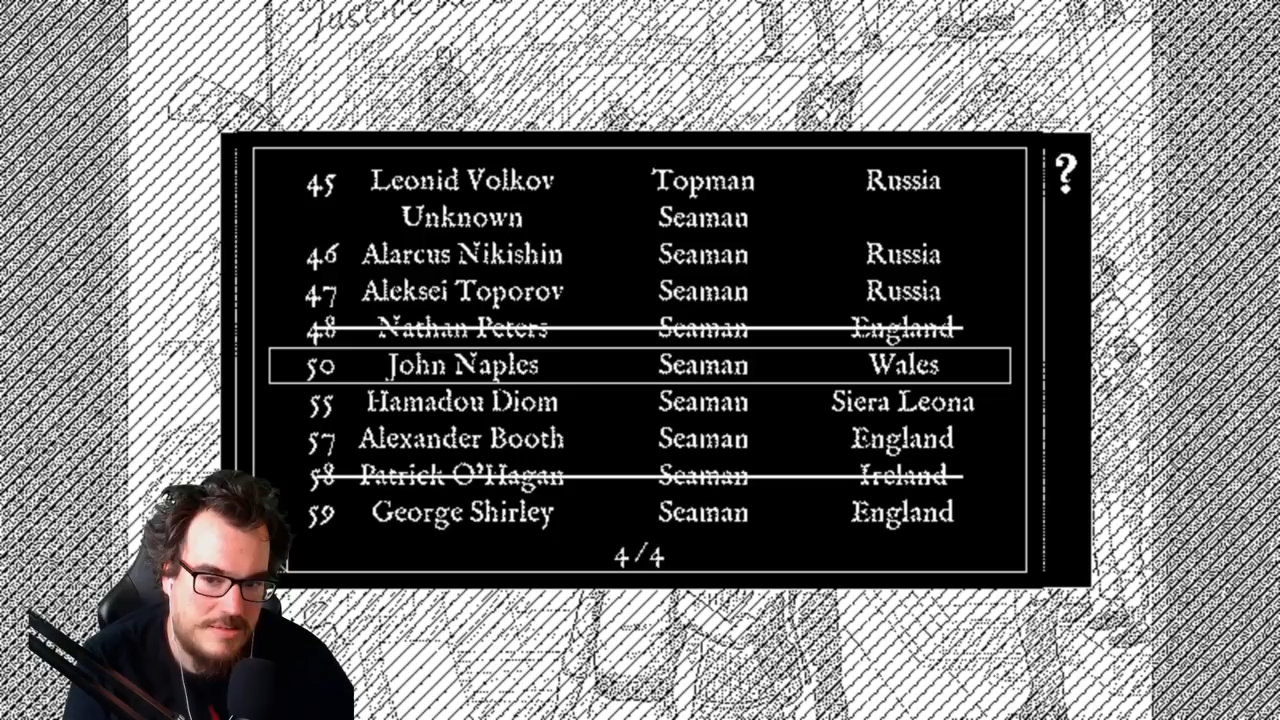 "Just
?
45 Leonid Volkov Topman Russia
Unknown Seaman
46 Alarcus Nikishin Seaman Russia
47 Aleksei Toporov Seaman Russia
48 Nathan Peters Seaman England
50 John Naples Seaman Wales
55 Hamadou Diom Seaman Siera Leona
57 Alexander Booth Seaman England
58 Patrick O'Hagan Seaman Ireland
59 George Shirley Seaman England
4/4